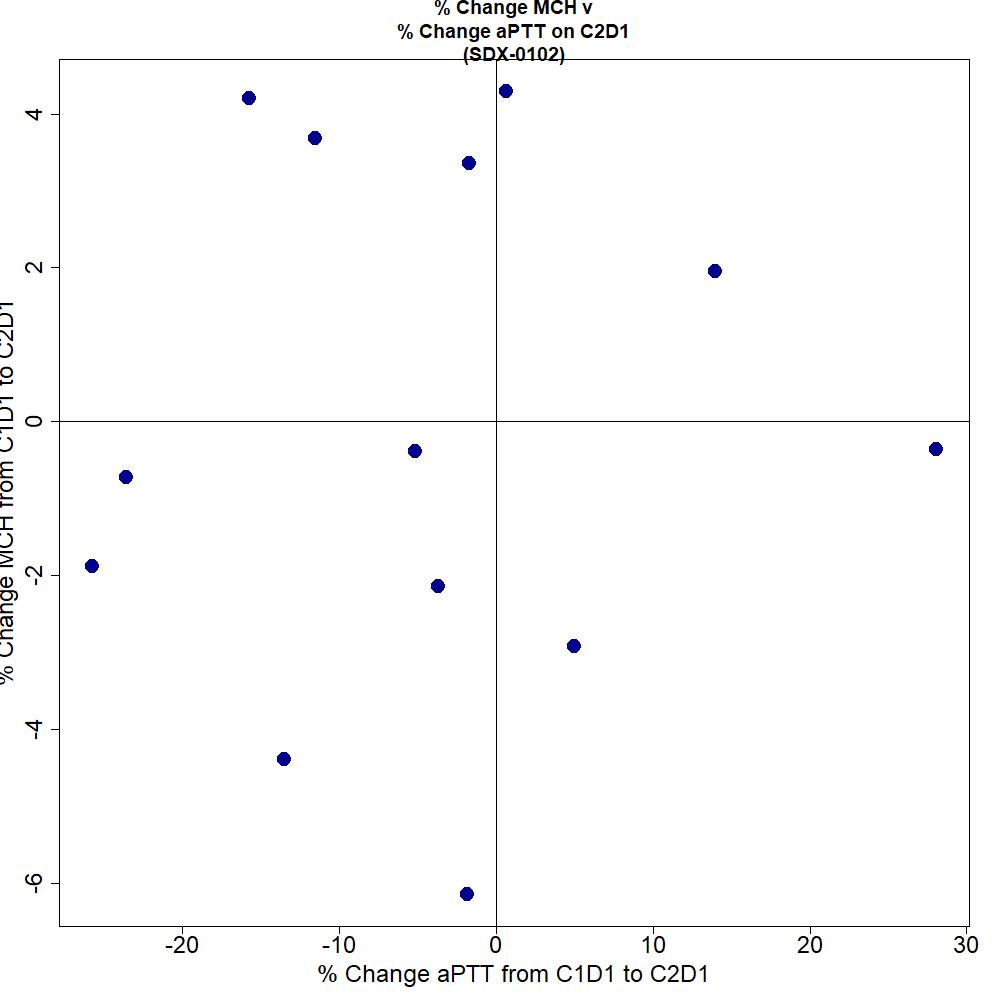 % Change MCH v
% Change aPTT on C2D1
(SDX-0102)
4
2
0
-2
-4
-6
% Change MCH from C1D1 to C2D1
-20
-10
0
10
20
30
% Change aPTT from C1D1 to C2D1